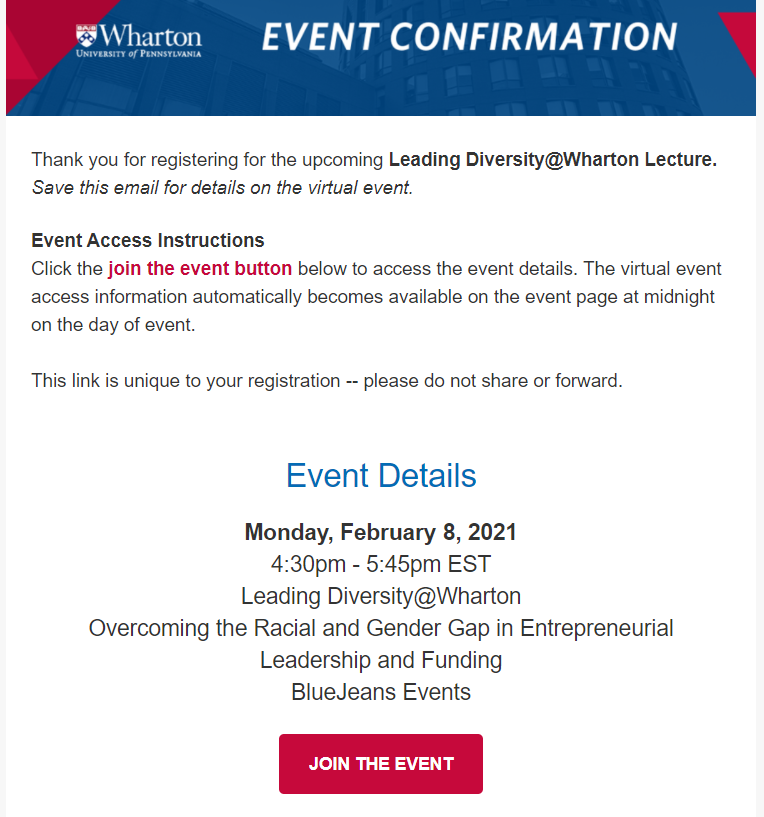 Wharton
UNIVERSITY of PENNSYLVANIA
EVENT CONFIRMATION
Thank you for registering for the upcoming Leading Diversity@Wharton Lecture.
Save this email for details on the virtual event.
Event Access Instructions
Click the join the event button below to access the event details. The virtual event
access information automatically becomes available on the event page at midnight
on the day of event.
This link is unique to your registration -- please do not share or forward.
Event Details
Monday, February 8, 2021
4:30pm - 5:45pm EST
Leading Diversity@Wharton
Overcoming the Racial and Gender Gap in Entrepreneurial
Leadership and Funding
BlueJeans Events
JOIN THE EVENT